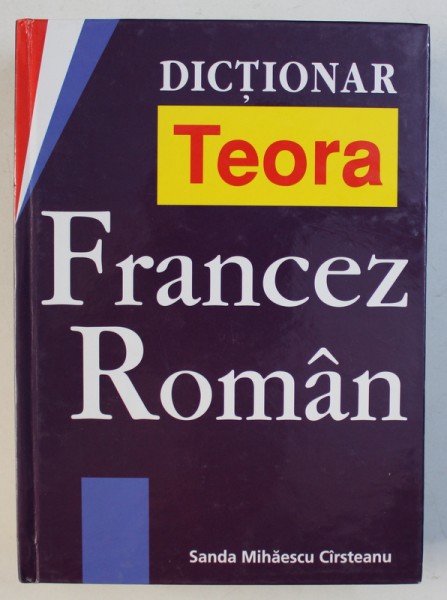 DICȚIONAR
Teora
Francez
Român
Sanda Mihăescu Cîrsteanu